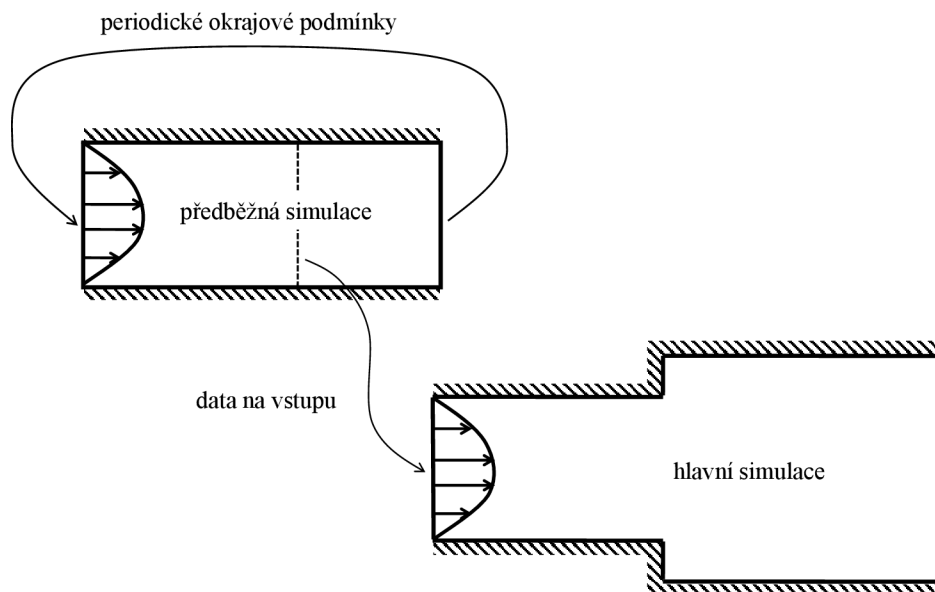 periodické okrajové podmínky
předběžná simulace
data na vstupu
hlavní simulace